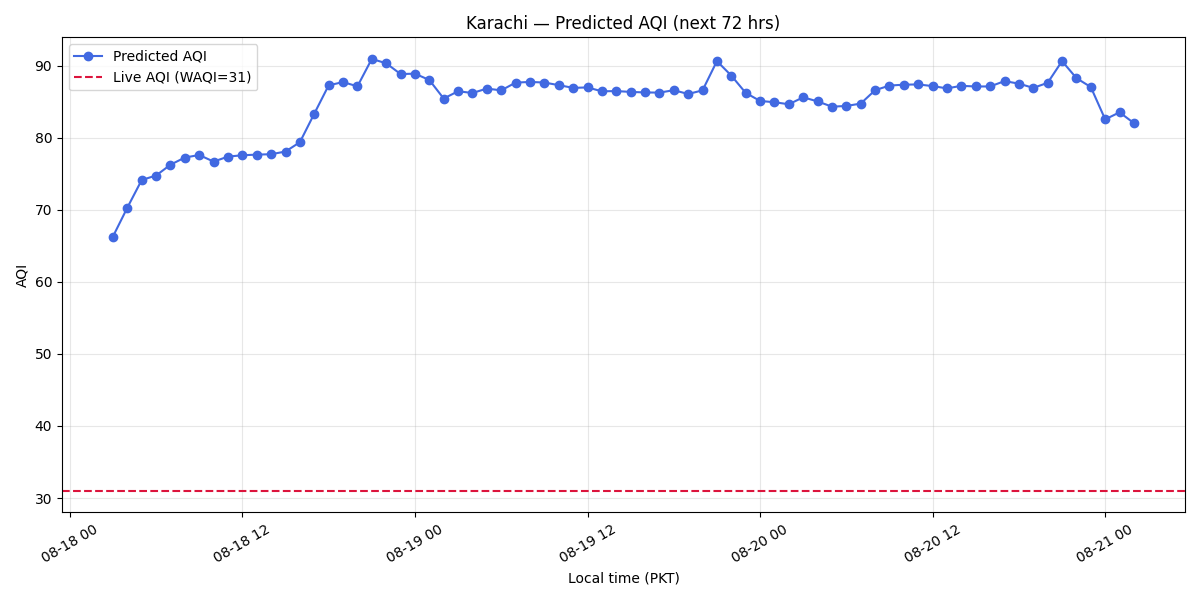 Karachi — Predicted AQI (next 72 hrs)
Predicted AQI
Live AQI (WAQI=31)
90
80
70
60
50
40
30
AQI
08-18 00
08-18 12
08-19 00
08-19 12
08-20 00
08-20 12
08-21 00
Local time (PKT)